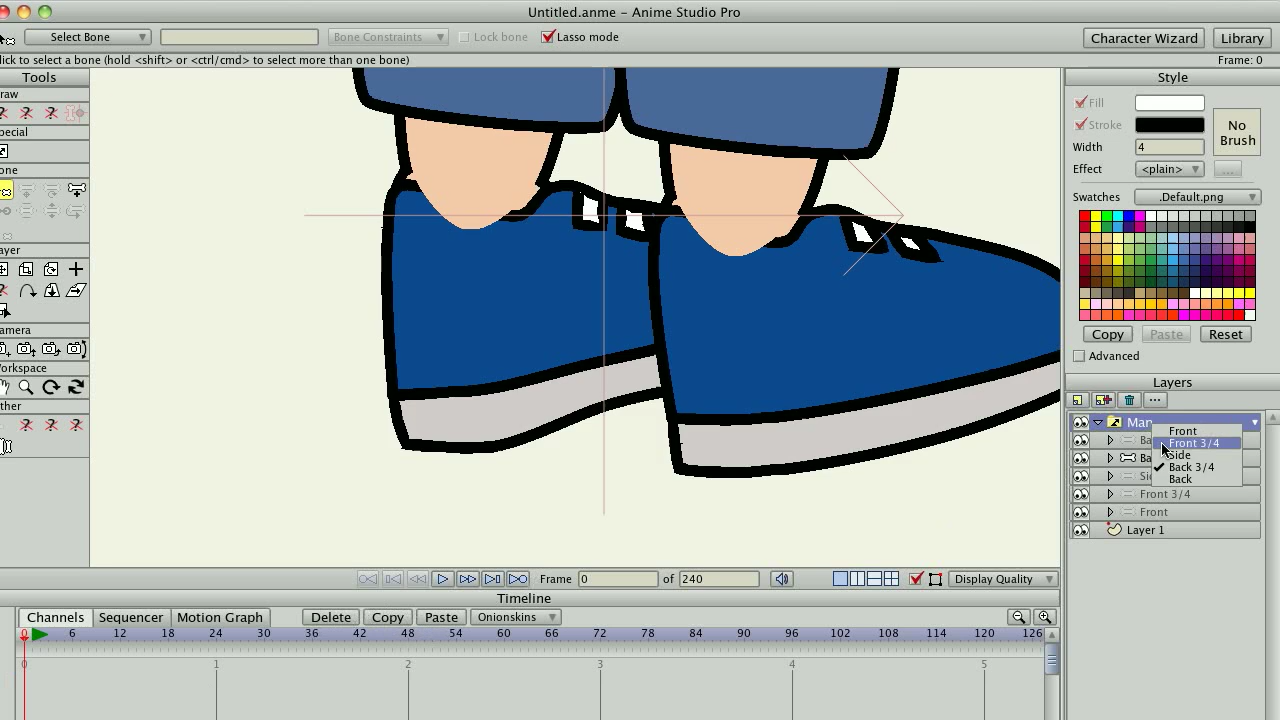 Untitled.anme – Anime Studio Pro
Select Bone
Bone Constraints
Lock bone
Lasso mode
Character Wizard
Library
lick to select a bone (hold <shift> or <ctrl/cmd> to select more than one bone)
Frame: 0
Tools
raw
pecial
one
ayer
amera
orkspace
ther
Style
Fill
Stroke
No
Brush
Width
4
Effect
<plain>
...
Swatches
.Default.png
Copy
Paste
Reset
Advanced
Layers
Man
Ba
Ba
Sid
Front 3/4
Front
Layer 1
Front
Front 3/4
Side
Back 3/4
Back
Frame
0
of
240
Display Quality
Timeline
Channels
Sequencer
Motion Graph
Delete
Copy
Paste
Onionskins
0 6 12 18 24 30 36 42 48 54 60 66 72 78 84 90 96 102 108 114 120 126
0 1 2 3 4 5